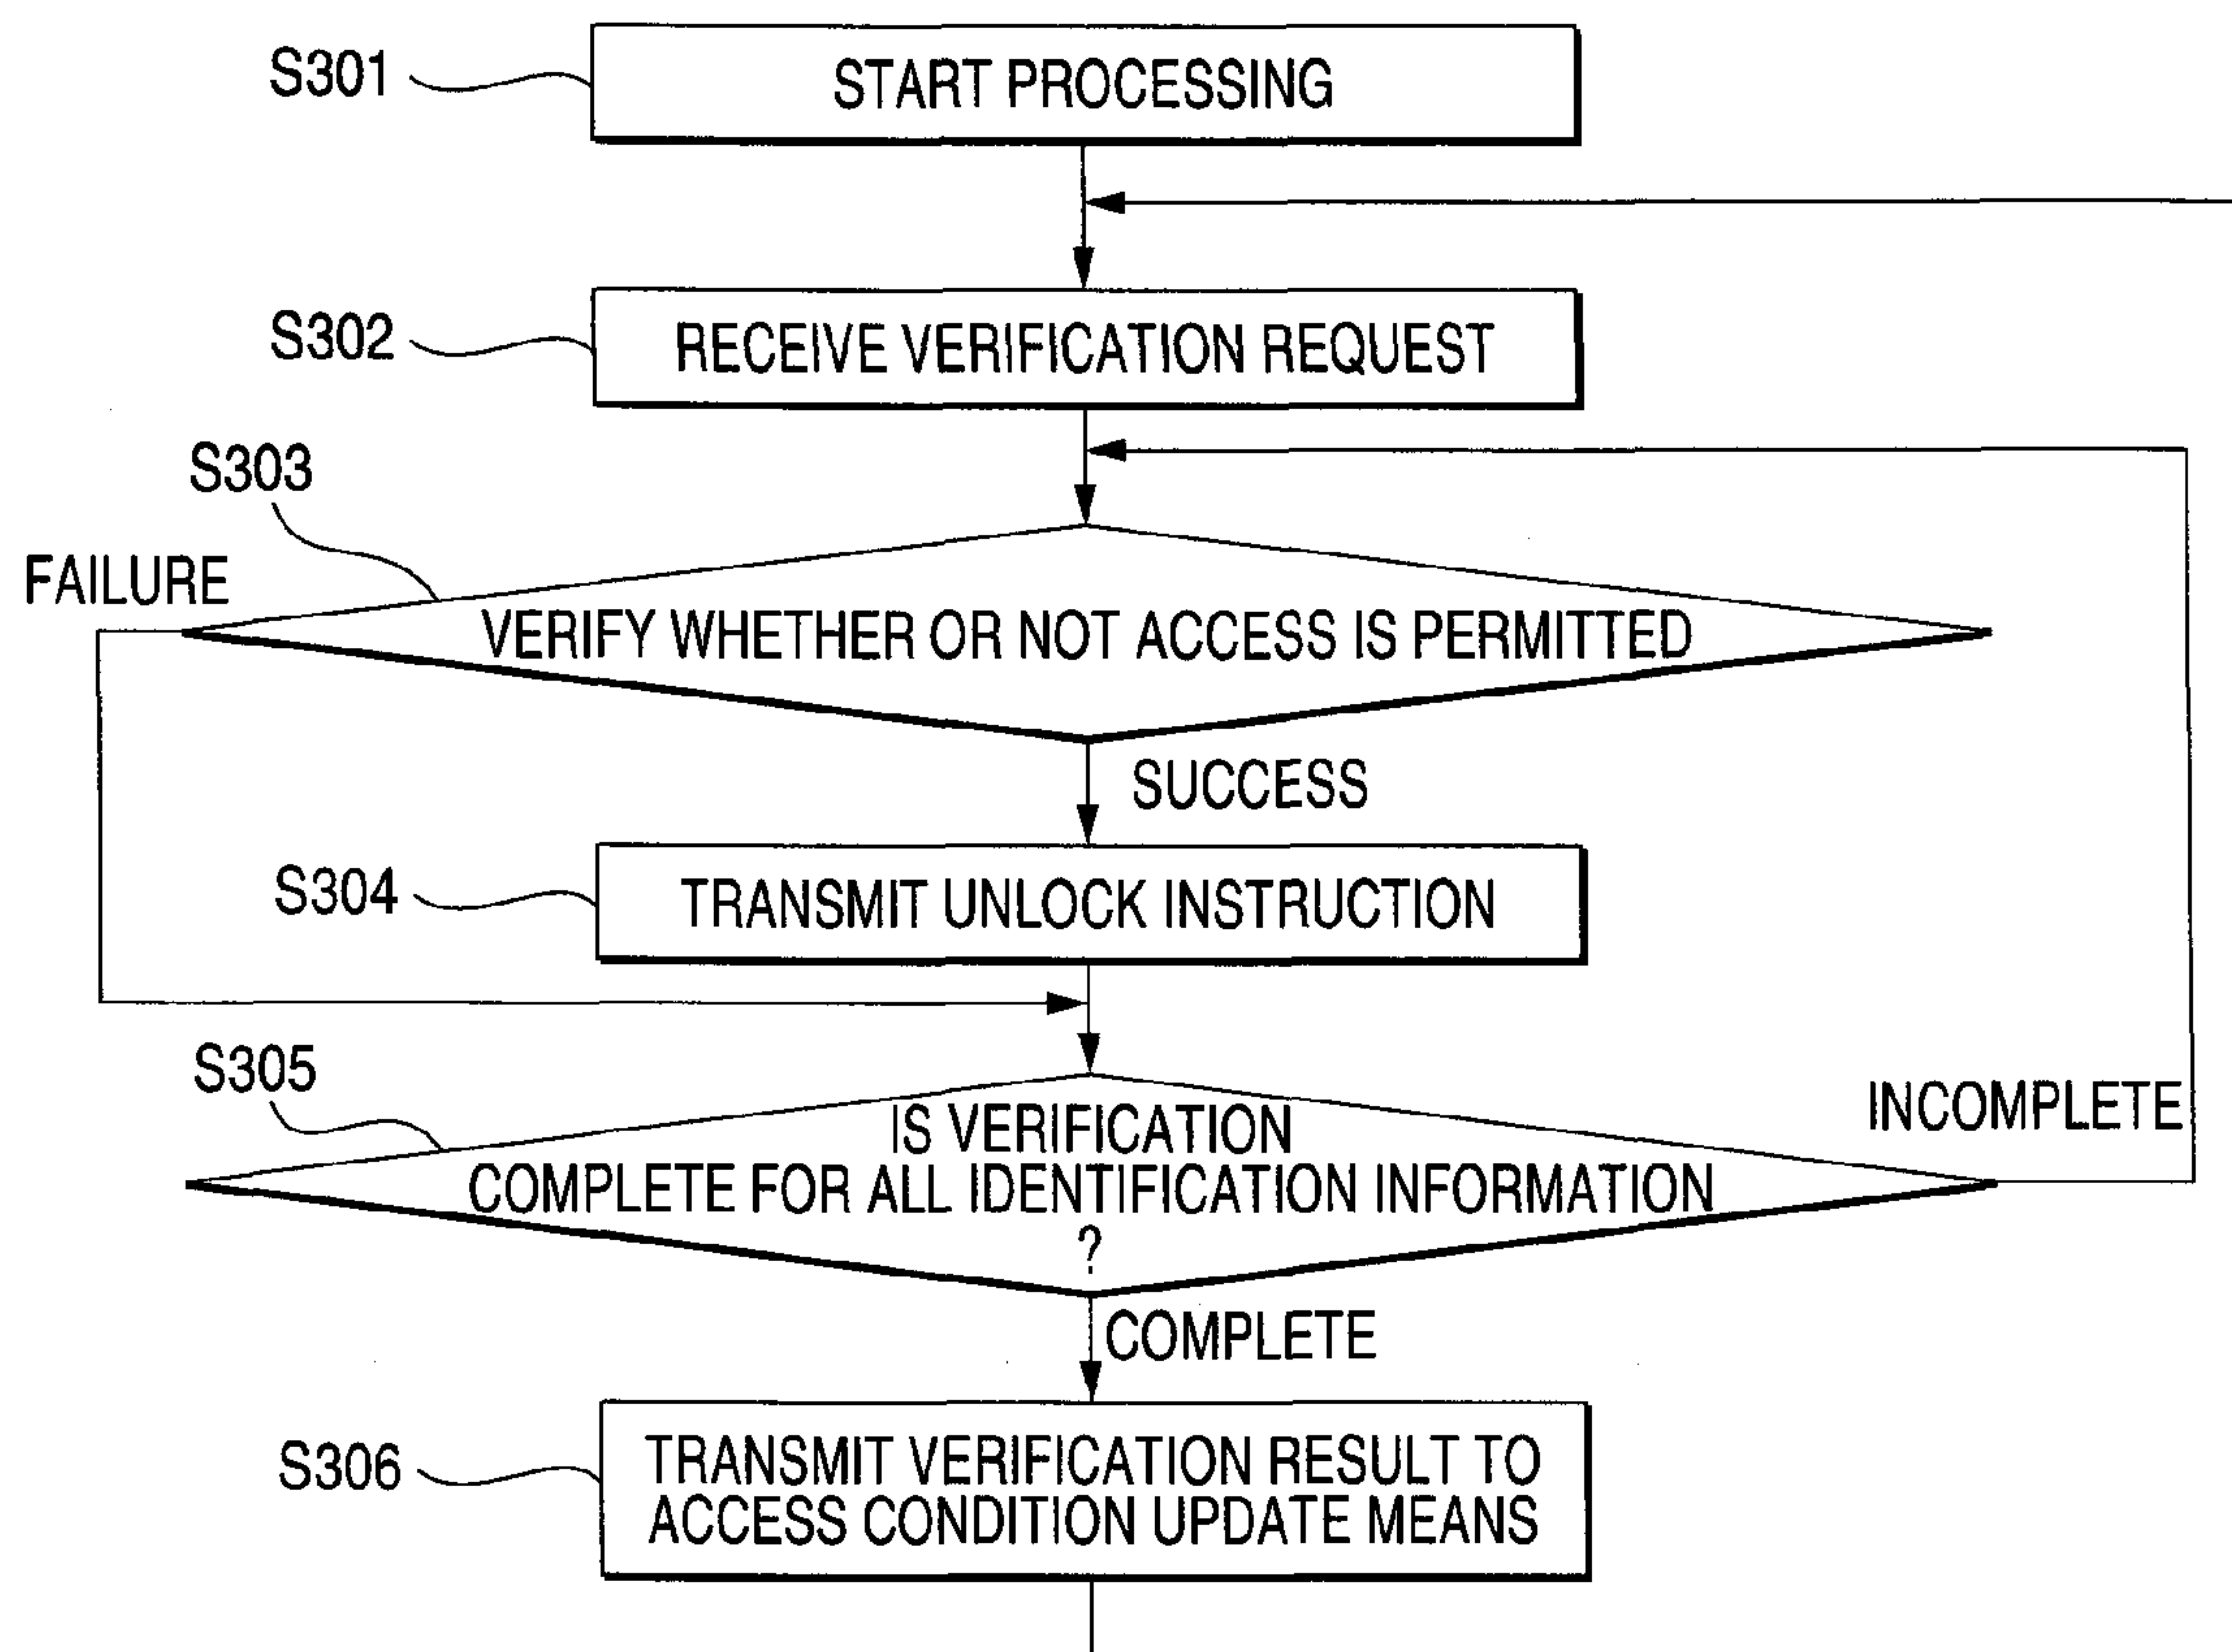 S301
START PROCESSING
S302
RECEIVE VERIFICATION REQUEST
S303
FAILURE
VERIFY WHETHER OR NOT ACCESS IS PERMITTED
SUCCESS
S304
TRANSMIT UNLOCK INSTRUCTION
S305
IS VERIFICATION
INCOMPLETE
COMPLETE FOR ALL IDENTIFICATION INFORMATION
?
COMPLETE
S306
TRANSMIT VERIFICATION RESULT TO
ACCESS CONDITION UPDATE MEANS